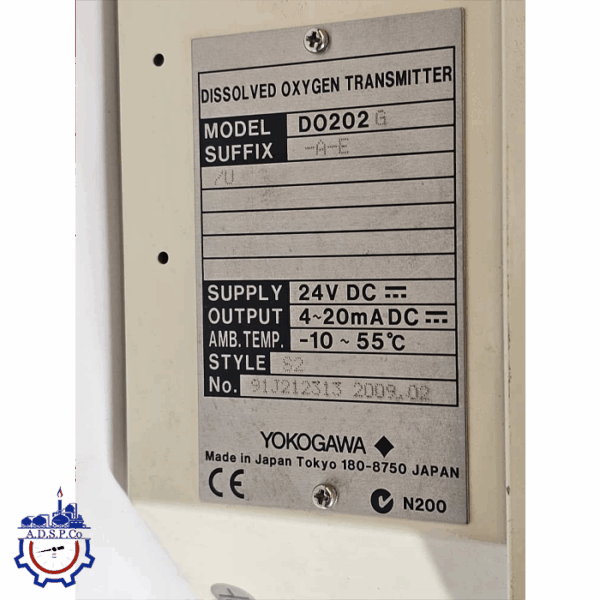 DISSOLVED OXYGEN TRANSMITTER
MODEL DO202G
SUFFIX -A-E
/U
SUPPLY 24V DC ⎓
OUTPUT 4~20mA DC ⎓
AMB.TEMP. -10 ~ 55℃
STYLE S2
No. 91J212313 2009.02
YOKOGAWA ◆
Made in Japan Tokyo 180-8750 JAPAN
CE
N200
A.D.S.P.Co